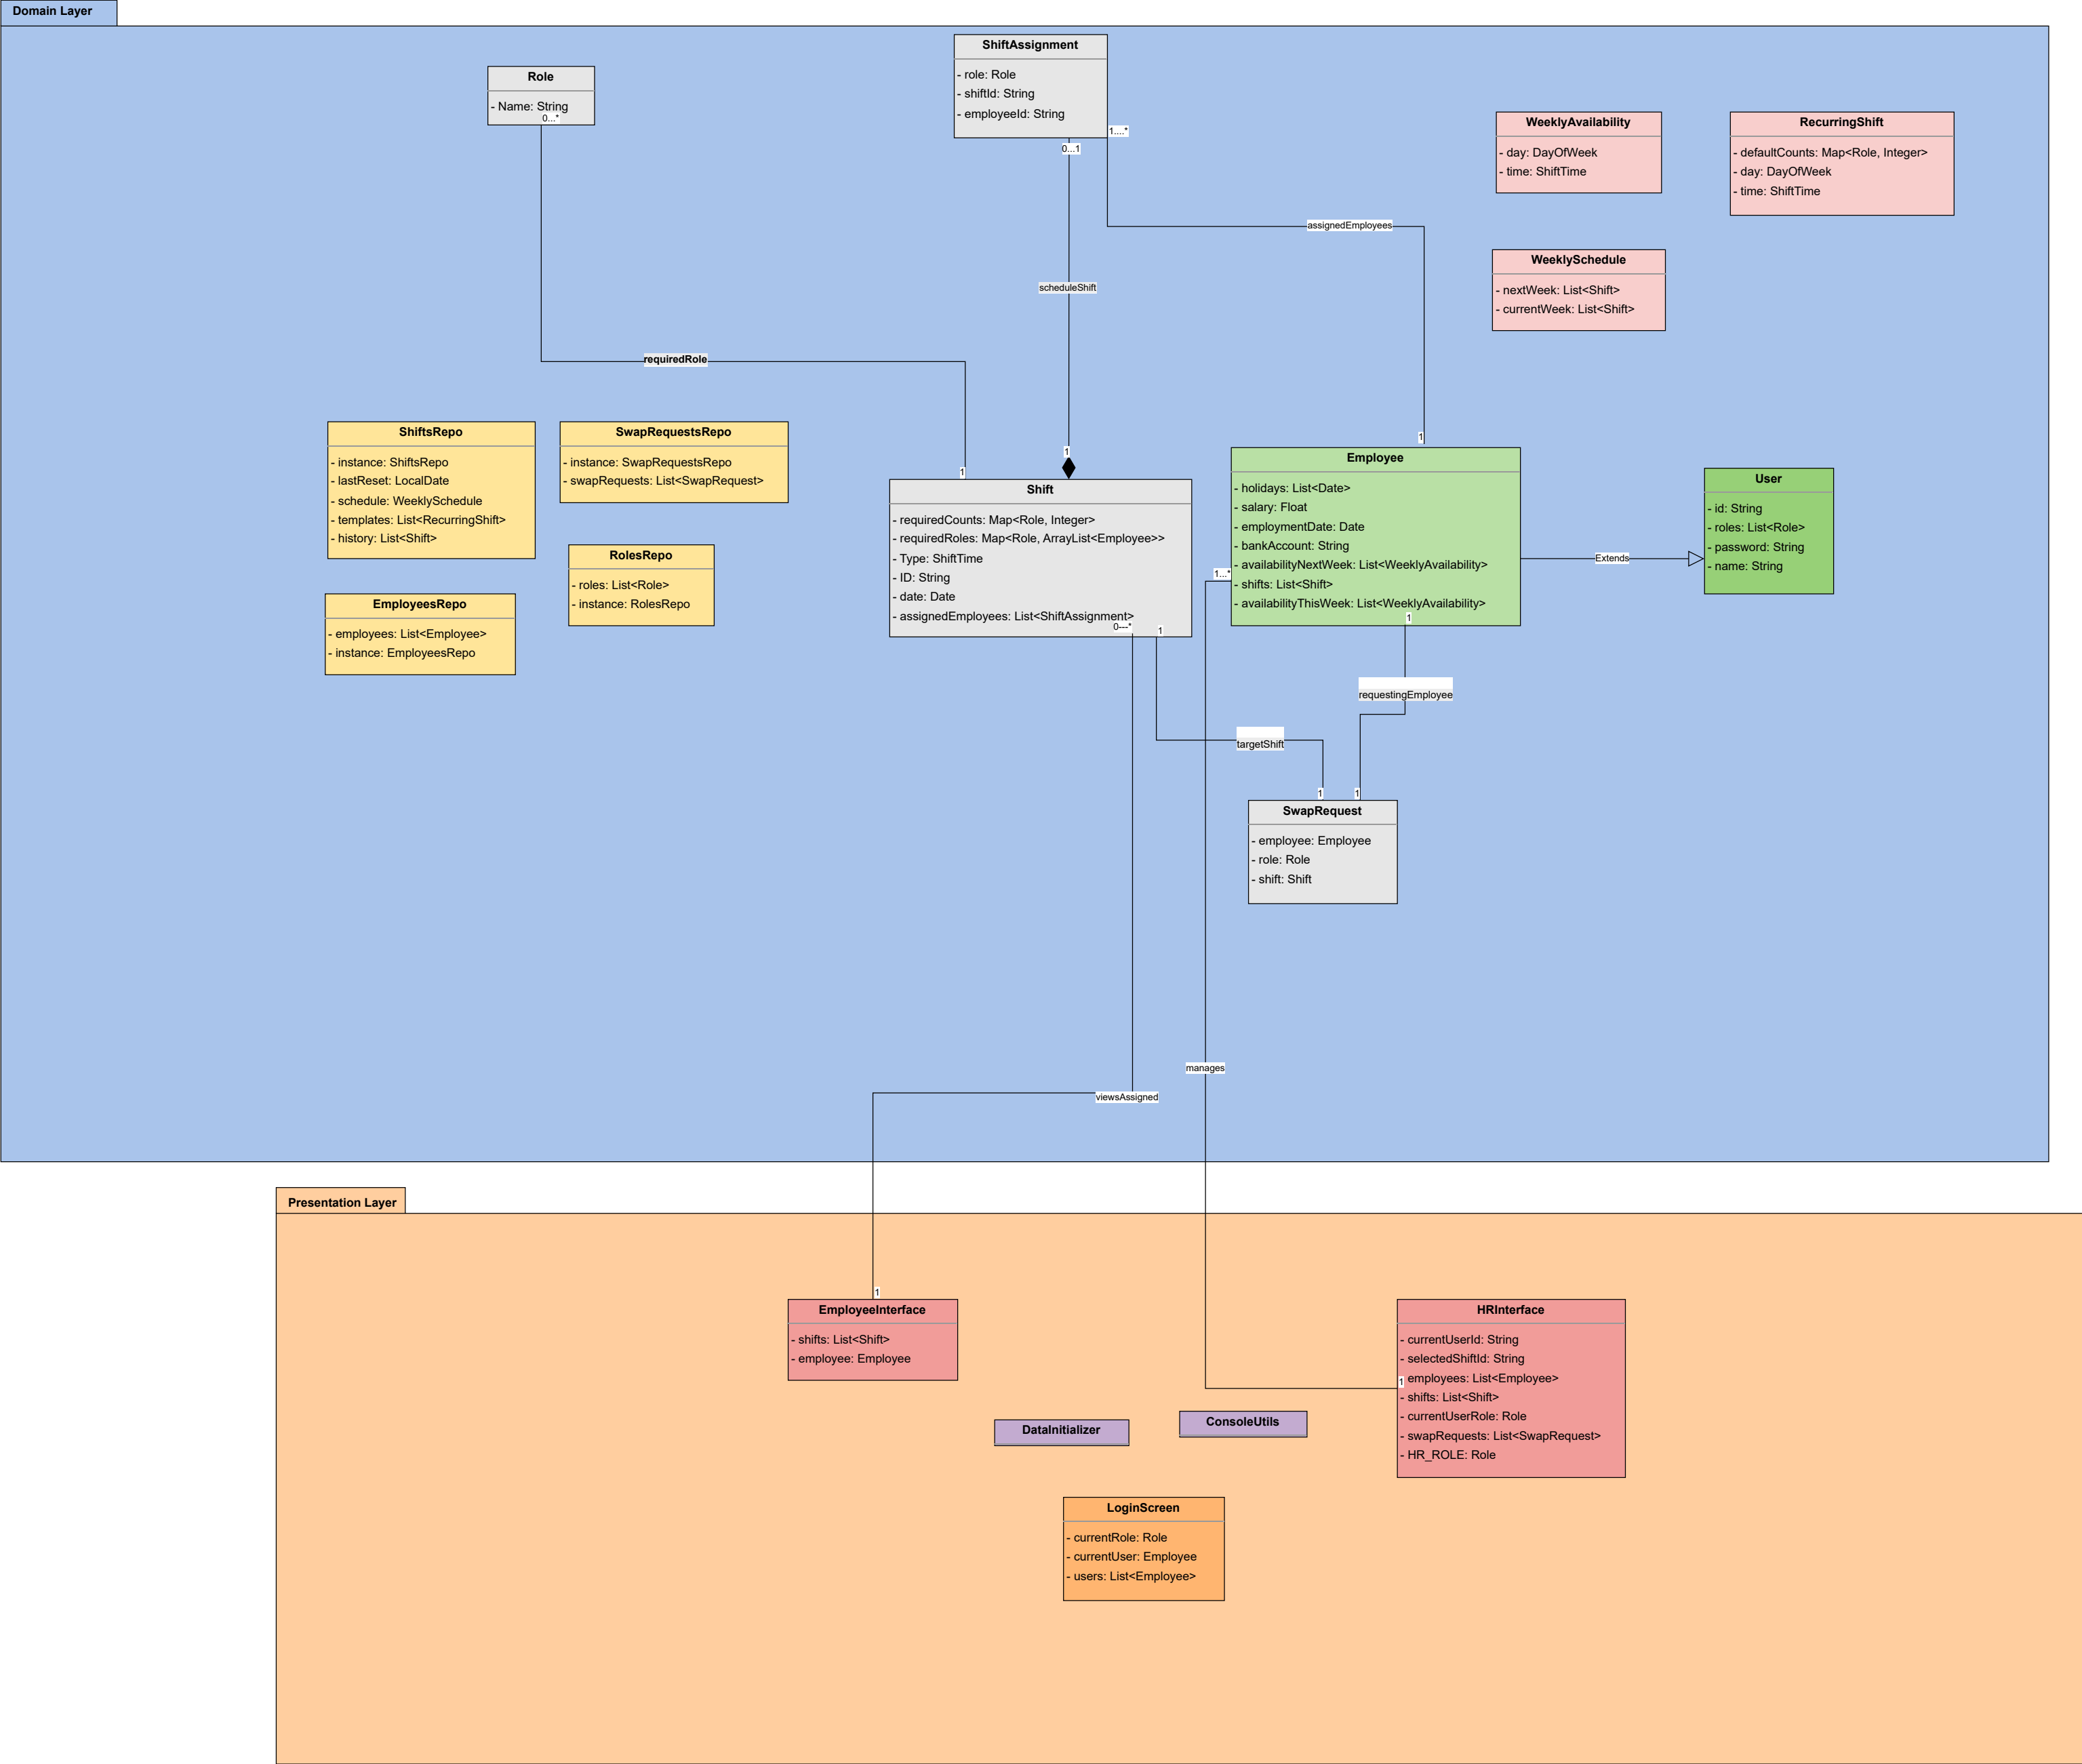 Domain Layer
ShiftAssignment
- role: Role
- shiftId: String
- employeeId: String
1....*
0...1
Role
- Name: String
0...*
WeeklyAvailability
- day: DayOfWeek
- time: ShiftTime
RecurringShift
- defaultCounts: Map<Role, Integer>
- day: DayOfWeek
- time: ShiftTime
assignedEmployees
WeeklySchedule
- nextWeek: List<Shift>
- currentWeek: List<Shift>
scheduleShift
requiredRole
ShiftsRepo
- instance: ShiftsRepo
- lastReset: LocalDate
- schedule: WeeklySchedule
- templates: List<RecurringShift>
- history: List<Shift>
SwapRequestsRepo
- instance: SwapRequestsRepo
- swapRequests: List<SwapRequest>
RolesRepo
- roles: List<Role>
- instance: RolesRepo
EmployeesRepo
- employees: List<Employee>
- instance: EmployeesRepo
1
1
Shift
- requiredCounts: Map<Role, Integer>
- requiredRoles: Map<Role, ArrayList<Employee>>
- Type: ShiftTime
- ID: String
- date: Date
- assignedEmployees: List<ShiftAssignment>
0---*
1
1
Employee
- holidays: List<Date>
- salary: Float
- employmentDate: Date
- bankAccount: String
- availabilityNextWeek: List<WeeklyAvailability>
- shifts: List<Shift>
- availabilityThisWeek: List<WeeklyAvailability>
1...*
1
Extends
User
- id: String
- roles: List<Role>
- password: String
- name: String
requestingEmployee
targetShift
1
1
SwapRequest
- employee: Employee
- role: Role
- shift: Shift
manages
viewsAssigned
Presentation Layer
1
EmployeeInterface
- shifts: List<Shift>
- employee: Employee
HRInterface
- currentUserId: String
- selectedShiftId: String
- employees: List<Employee>
- shifts: List<Shift>
- currentUserRole: Role
- swapRequests: List<SwapRequest>
- HR_ROLE: Role
1
DataInitializer
ConsoleUtils
LoginScreen
- currentRole: Role
- currentUser: Employee
- users: List<Employee>